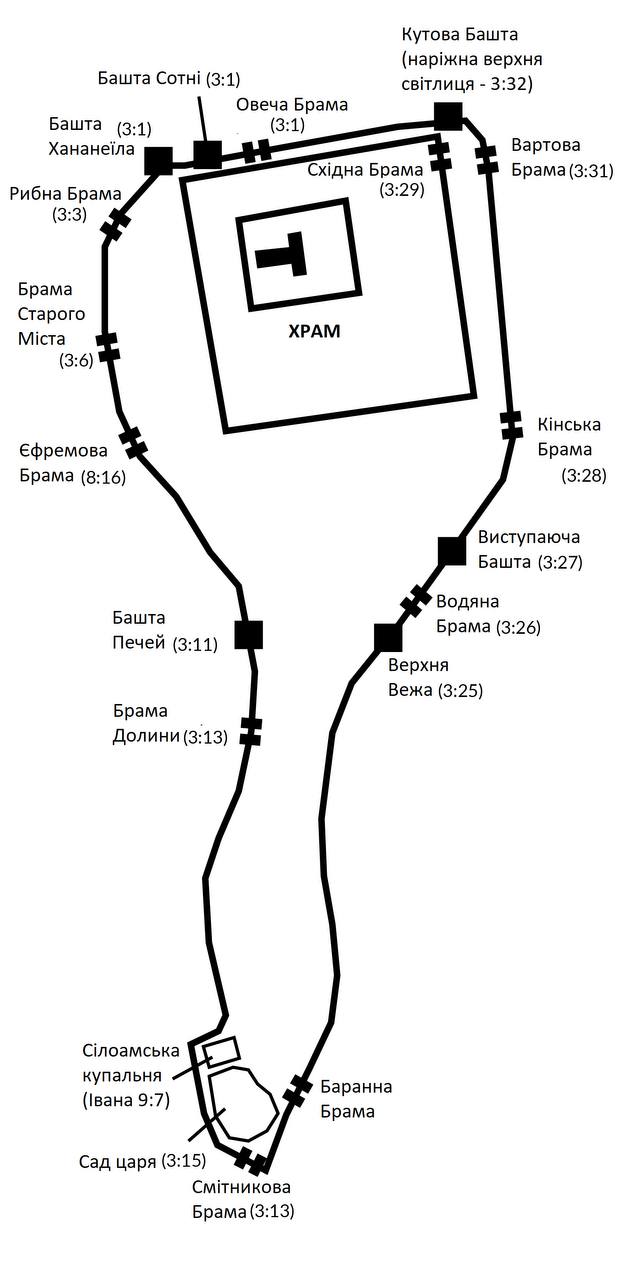 Кутова Башта
(наріжна верхня
світлиця - 3:32)
Башта Сотні (3:1)
Овеча Брама
(3:1)
Башта (3:1)
Хананеїла
Вартова
Брама (3:31)
Східна Брама
(3:29)
Рибна Брама
(3:3)
Брама
Старого
Міста
(3:6)
ХРАМ
Єфремова
Брама (8:16)
Кінська
Брама
(3:28)
Виступаюча
Башта (3:27)
Водяна
Брама (3:26)
Башта
Печей (3:11)
Верхня
Вежа (3:25)
Брама
Долини (3:13)
Сілоамська
купальня
(Івана 9:7)
Баранна
Брама
Сад царя (3:15)
Смітникова
Брама (3:13)